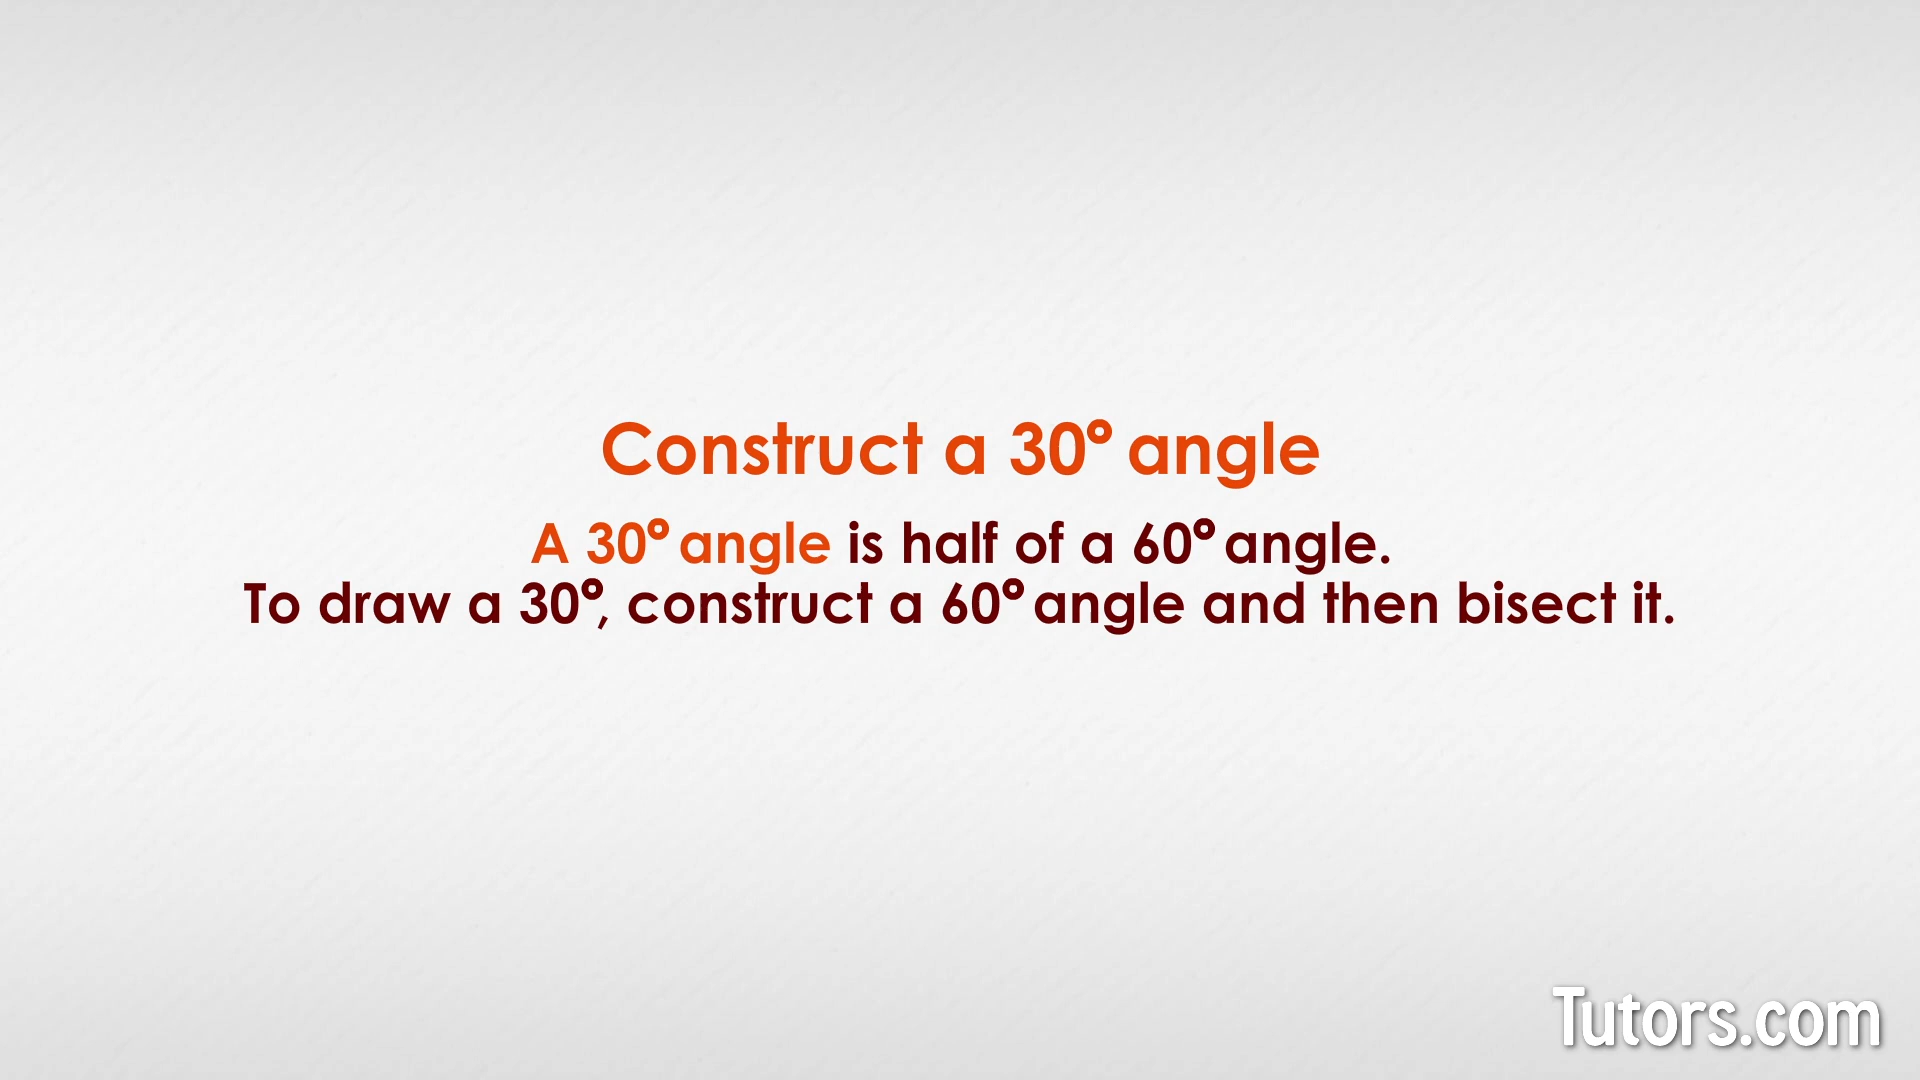 Construct a 30° angle
A 30° angle is half of a 60° angle.
To draw a 30°, construct a 60° angle and then bisect it.
Tutors.com